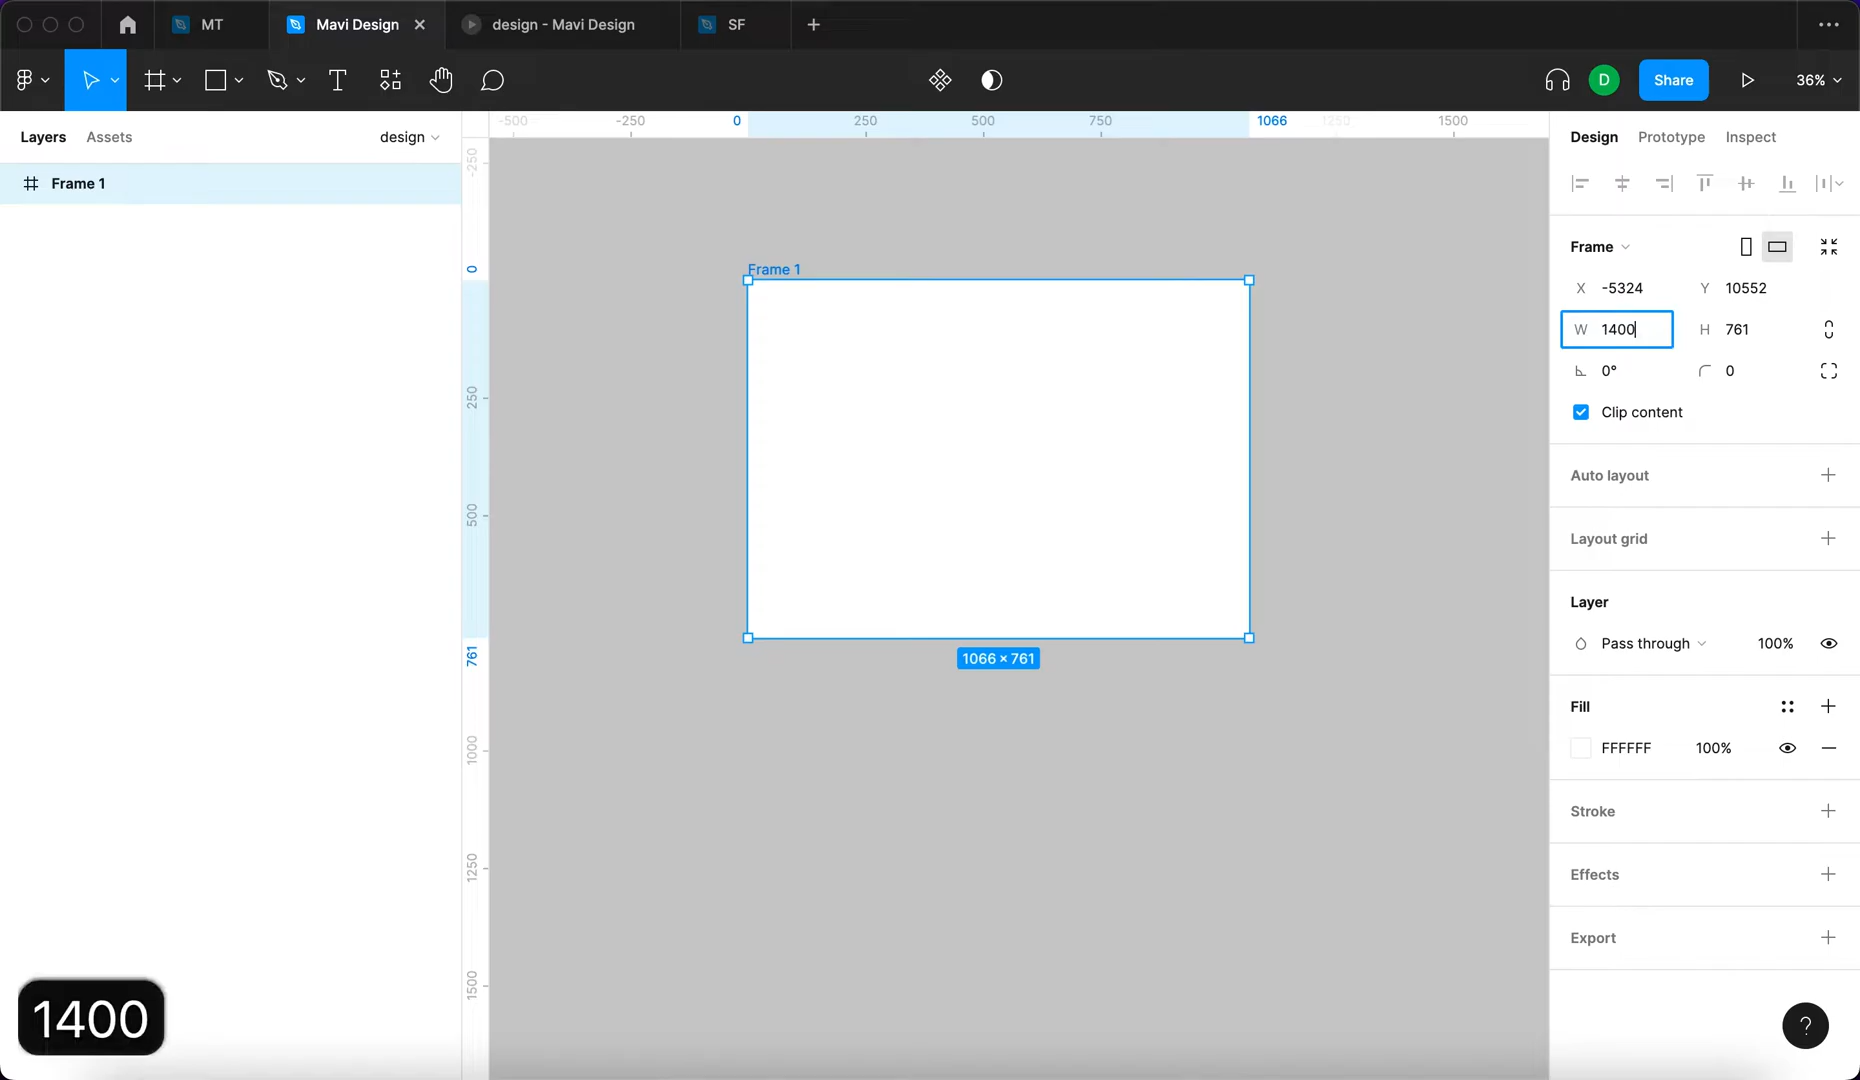 MT
Mavi Design
design - Mavi Design
SF
D
Share
36%
Layers
Assets
design
Frame 1
-500
-250
0
250
500
750
1066
1250
1500
-250
0
250
500
761
1000
1250
1500
Frame 1
1066 × 761
Design
Prototype
Inspect
Frame
X -5324
Y 10552
W 1400
H 761
0°
0
Clip content
Auto layout
Layout grid
Layer
Pass through
100%
Fill
FFFFFF
100%
Stroke
Effects
Export
?
1400